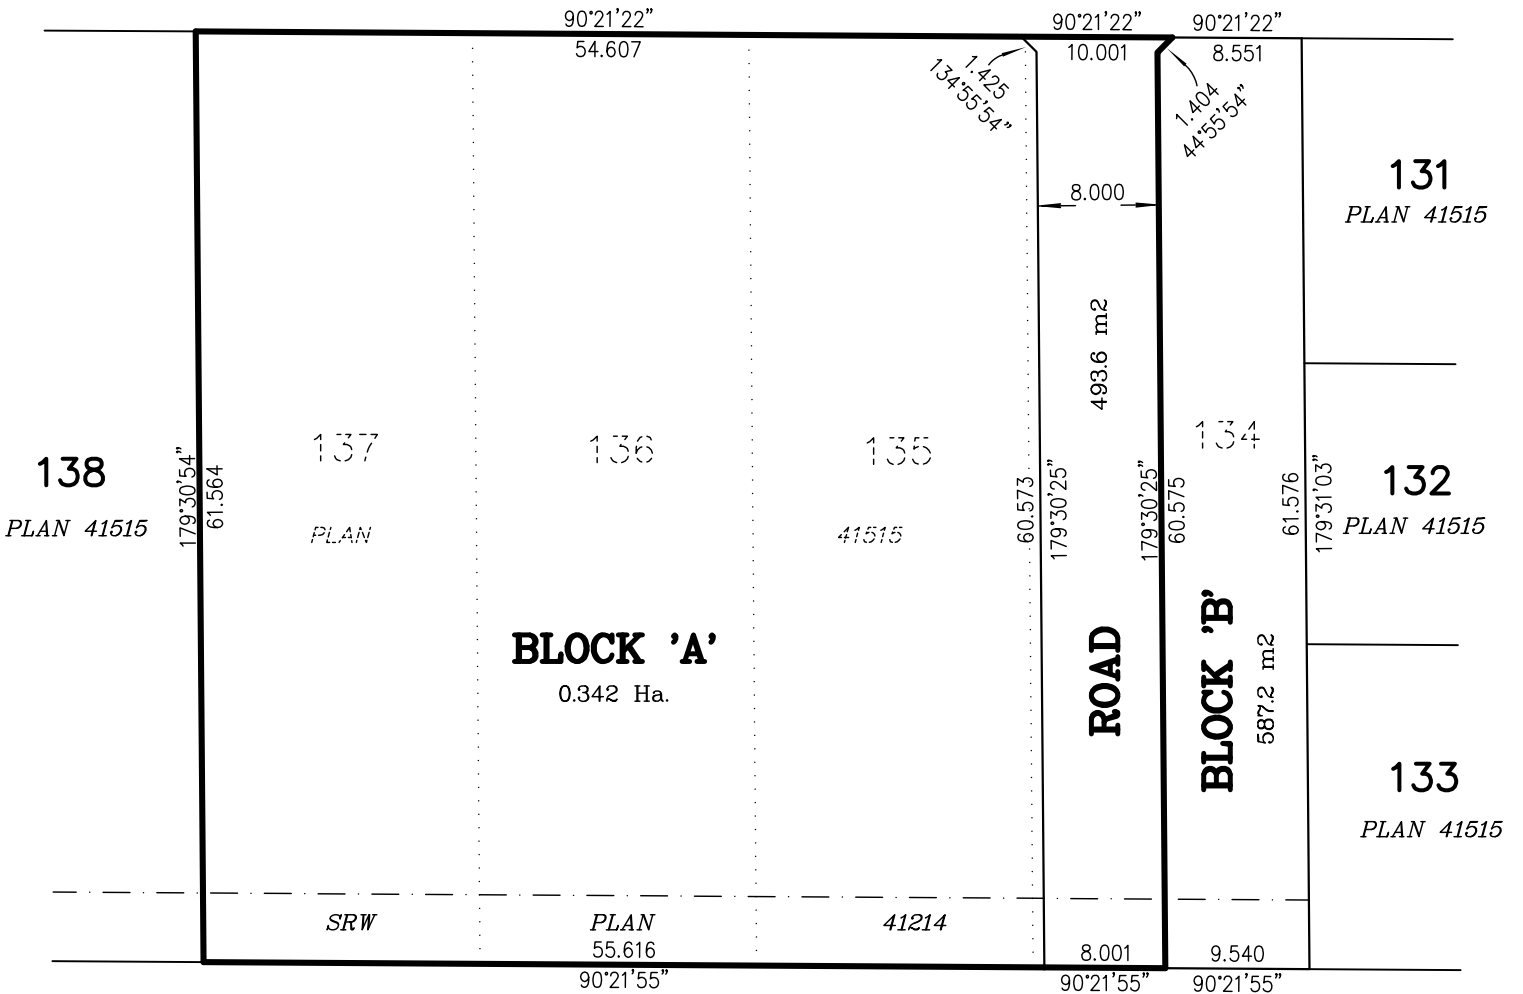 90°21'22" 90°21'22" 90°21'22"
54.607 10.001 8.551
1.425
134°55'54"
1.404
44°55'54"
8.000
131
PLAN 41515
493.6 m2
137 136 135 134
138
PLAN 41515
179°30'54"
61.564
PLAN 41515
60.573
179°30'25"
179°30'25"
60.575
61.576
179°31'03"
132
PLAN 41515
BLOCK 'A'
0.342 Ha.
ROAD
BLOCK 'B'
587.2 m2
133
PLAN 41515
SRW PLAN 41214
55.616 8.001 9.540
90°21'55" 90°21'55" 90°21'55"